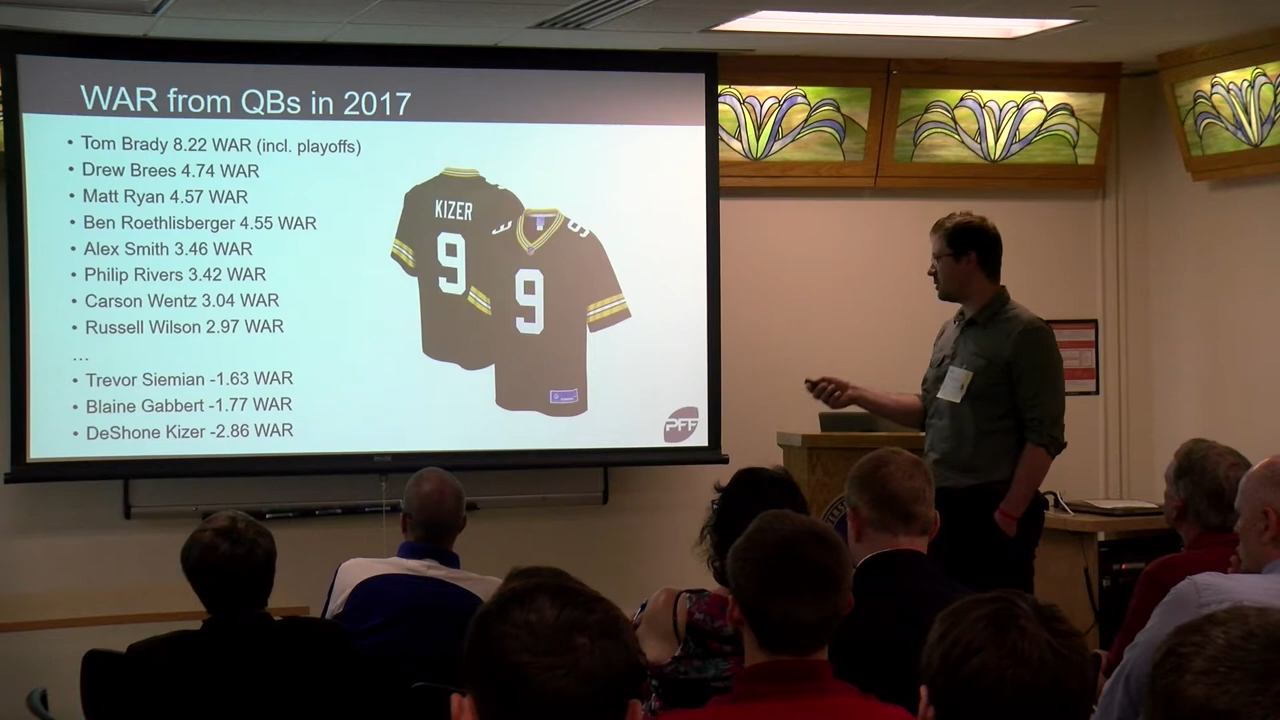 WAR from QBs in 2017
• Tom Brady 8.22 WAR (incl. playoffs)
• Drew Brees 4.74 WAR
• Matt Ryan 4.57 WAR
• Ben Roethlisberger 4.55 WAR
• Alex Smith 3.46 WAR
• Philip Rivers 3.42 WAR
• Carson Wentz 3.04 WAR
• Russell Wilson 2.97 WAR
...
• Trevor Siemian -1.63 WAR
• Blaine Gabbert -1.77 WAR
• DeShone Kizer -2.86 WAR
KIZER
9
9
9
PFF